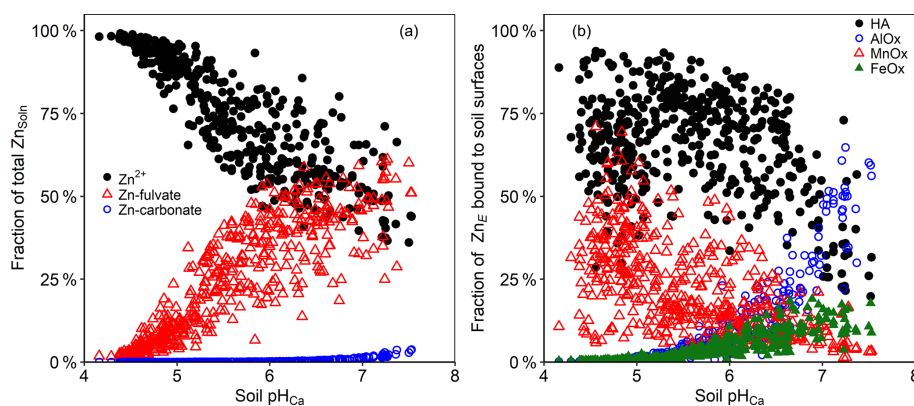 (a)
Fraction of total Zn_Soln
100 %
75%
50%
25%
0 %
Zn²⁺
Zn-fulvate
Zn-carbonate
4 5 6 7 8
Soil pH_Ca
(b)
HA
AlOx
MnOx
FeOx
Fraction of Zn_E bound to soil surfaces
100 %
75%
50%
25%
0 %
4 5 6 7 8
Soil pH_Ca